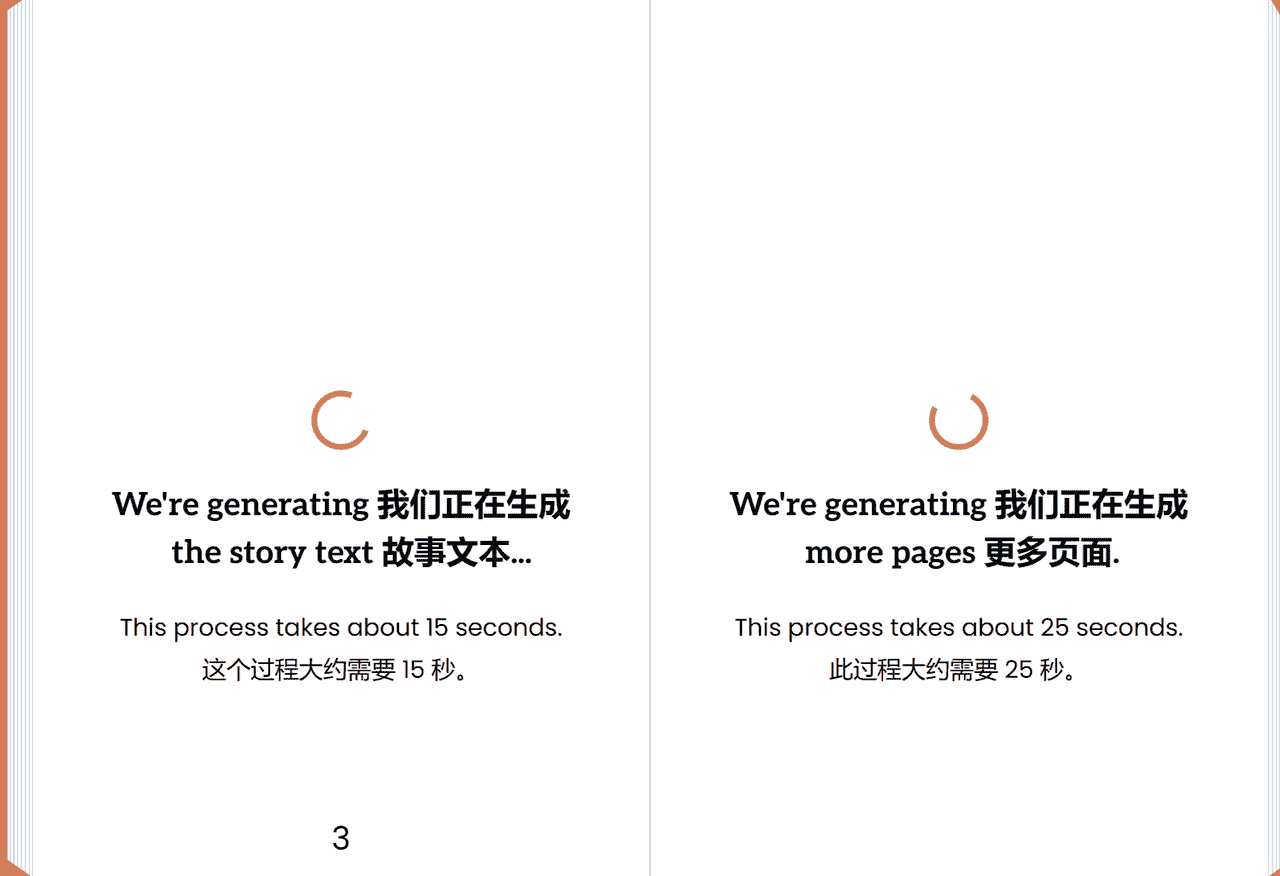 We're generating 我们正在生成
the story text 故事文本...
This process takes about 15 seconds.
这个过程大约需要 15 秒。
3
We're generating 我们正在生成
more pages 更多页面.
This process takes about 25 seconds.
此过程大约需要 25 秒。